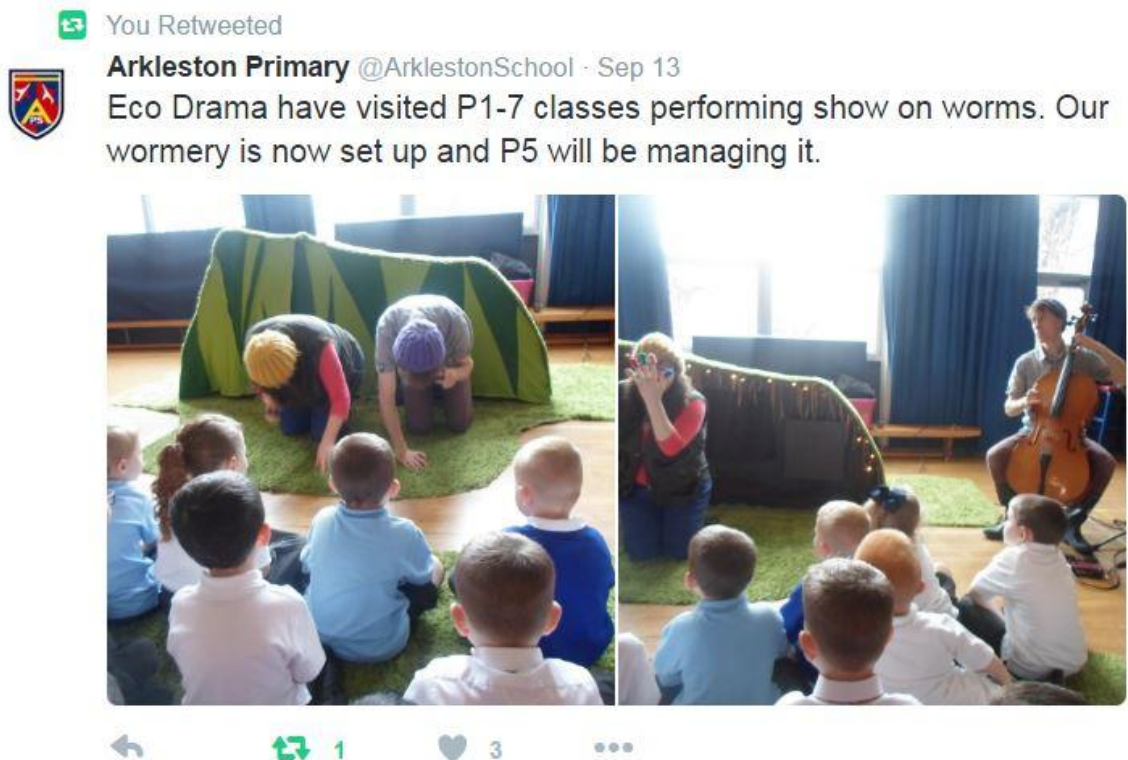 You Retweeted
Arkleston Primary @ArklestonSchool · Sep 13
Eco Drama have visited P1-7 classes performing show on worms. Our
wormery is now set up and P5 will be managing it.
1 3